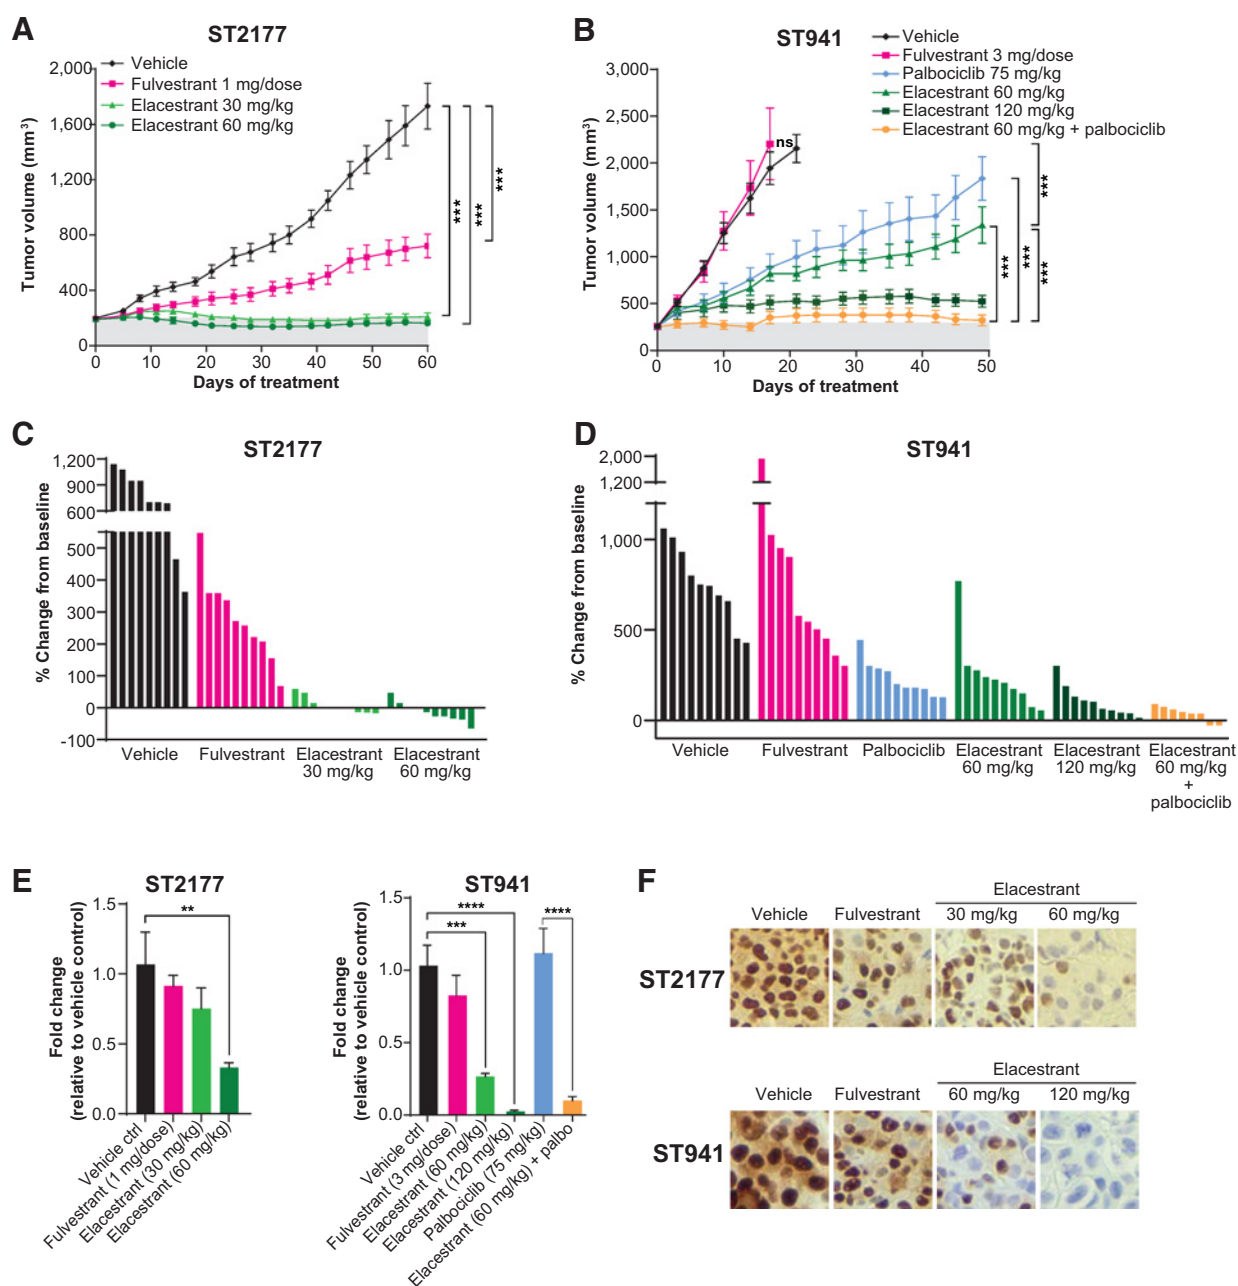 A
ST2177
Vehicle
Fulvestrant 1 mg/dose
Elacestrant 30 mg/kg
Elacestrant 60 mg/kg
Tumor volume (mm³)
2,000
1,600
1,200
800
400
0
0 10 20 30 40 50 60
Days of treatment
***
***
***
B
ST941
Vehicle
Fulvestrant 3 mg/dose
Palbociclib 75 mg/kg
Elacestrant 60 mg/kg
Elacestrant 120 mg/kg
Elacestrant 60 mg/kg + palbociclib
Tumor volume (mm³)
3,000
2,500
2,000
1,500
1,000
500
0
0 10 20 30 40 50
Days of treatment
ns
***
***
***
***
C
ST2177
% Change from baseline
1,200
900
600
500
400
300
200
100
0
-100
Vehicle
Fulvestrant
Elacestrant
30 mg/kg
Elacestrant
60 mg/kg
D
ST941
% Change from baseline
2,000
1,200
1,000
500
0
Vehicle
Fulvestrant
Palbociclib
Elacestrant
60 mg/kg
Elacestrant
120 mg/kg
Elacestrant
60 mg/kg
+
palbociclib
E
ST2177
Fold change
(relative to vehicle control)
1.5
1.0
0.5
0.0
**
Vehicle ctrl
Fulvestrant (1 mg/dose)
Elacestrant (30 mg/kg)
Elacestrant (60 mg/kg)
ST941
Fold change
(relative to vehicle control)
1.5
1.0
0.5
0.0
****
***
****
Vehicle ctrl
Fulvestrant (3 mg/dose)
Elacestrant (60 mg/kg)
Elacestrant (120 mg/kg)
Palbociclib (75 mg/kg)
Elacestrant (60 mg/kg) + palbo
F
Elacestrant
Vehicle Fulvestrant 30 mg/kg 60 mg/kg
ST2177
Elacestrant
Vehicle Fulvestrant 60 mg/kg 120 mg/kg
ST941